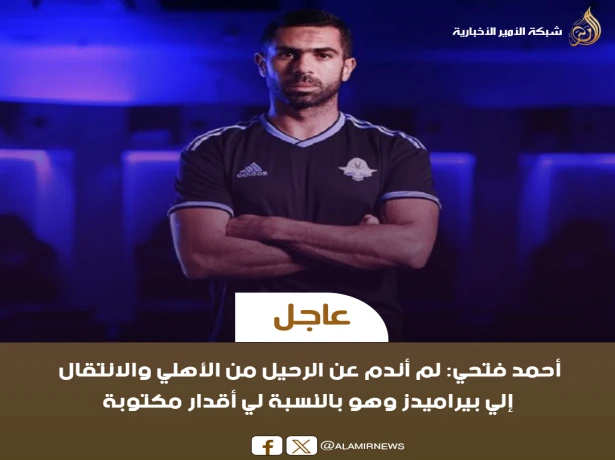 شبكة الأمير الأخبارية
adidas
عاجل
أحمد فتحي: لم أندم عن الرحيل من الأهلي والانتقال
إلي بيراميدز وهو بالنسبة لي أقدار مكتوبة
@ALAMIRNEWS